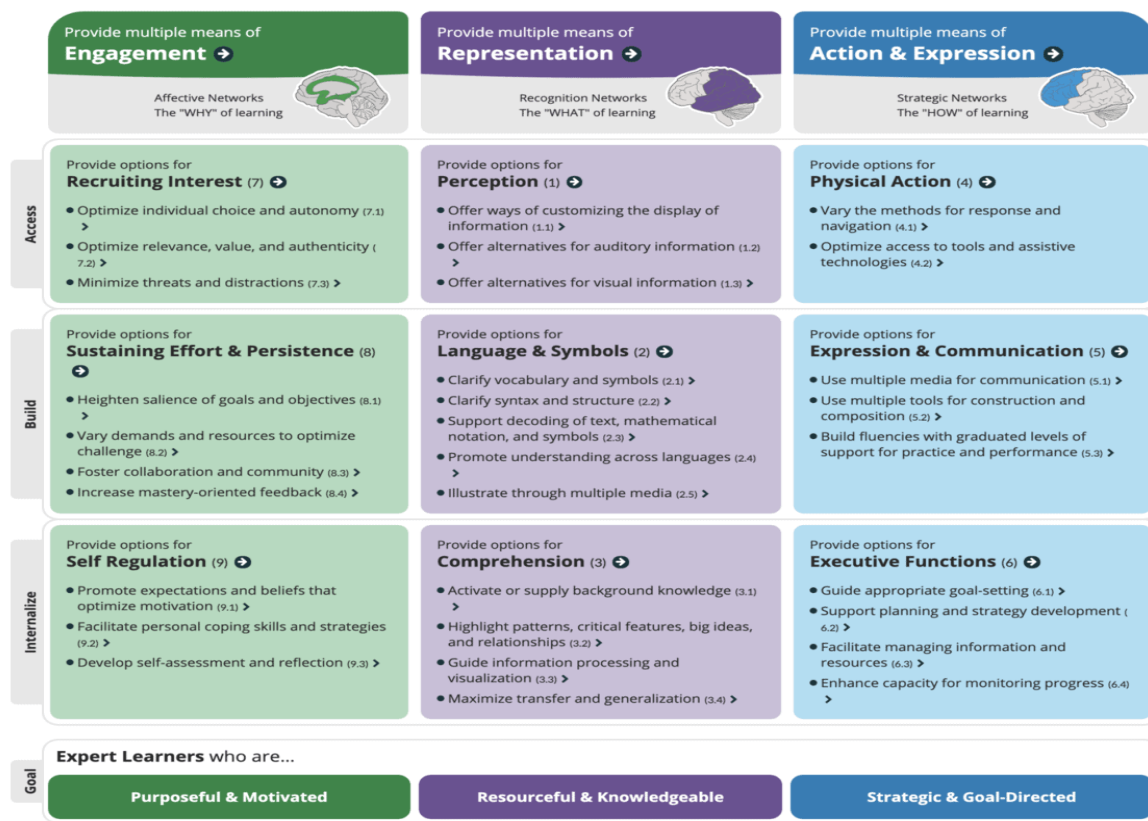 Provide multiple means of
Engagement
Affective Networks
The "WHY" of learning
Provide multiple means of
Representation
Recognition Networks
The "WHAT" of learning
Provide multiple means of
Action & Expression
Strategic Networks
The "HOW" of learning
Access
Provide options for
Recruiting Interest (7)
Optimize individual choice and autonomy (7.1)
Optimize relevance, value, and authenticity (
7.2)
Minimize threats and distractions (7.3)
Provide options for
Perception (1)
Offer ways of customizing the display of
information (1.1)
Offer alternatives for auditory information (1.2)
Offer alternatives for visual information (1.3)
Provide options for
Physical Action (4)
Vary the methods for response and
navigation (4.1)
Optimize access to tools and assistive
technologies (4.2)
Build
Provide options for
Sustaining Effort & Persistence (8)
Heighten salience of goals and objectives (8.1)
Vary demands and resources to optimize
challenge (8.2)
Foster collaboration and community (8.3)
Increase mastery-oriented feedback (8.4)
Provide options for
Language & Symbols (2)
Clarify vocabulary and symbols (2.1)
Clarify syntax and structure (2.2)
Support decoding of text, mathematical
notation, and symbols (2.3)
Promote understanding across languages (2.4)
Illustrate through multiple media (2.5)
Provide options for
Expression & Communication (5)
Use multiple media for communication (5.1)
Use multiple tools for construction and
composition (5.2)
Build fluencies with graduated levels of
support for practice and performance (5.3)
Internalize
Provide options for
Self Regulation (9)
Promote expectations and beliefs that
optimize motivation (9.1)
Facilitate personal coping skills and strategies
(9.2)
Develop self-assessment and reflection (9.3)
Provide options for
Comprehension (3)
Activate or supply background knowledge (3.1)
Highlight patterns, critical features, big ideas,
and relationships (3.2)
Guide information processing and
visualization (3.3)
Maximize transfer and generalization (3.4)
Provide options for
Executive Functions (6)
Guide appropriate goal-setting (6.1)
Support planning and strategy development (
6.2)
Facilitate managing information and
resources (6.3)
Enhance capacity for monitoring progress (6.4)
Goal
Expert Learners who are...
Purposeful & Motivated
Resourceful & Knowledgeable
Strategic & Goal-Directed